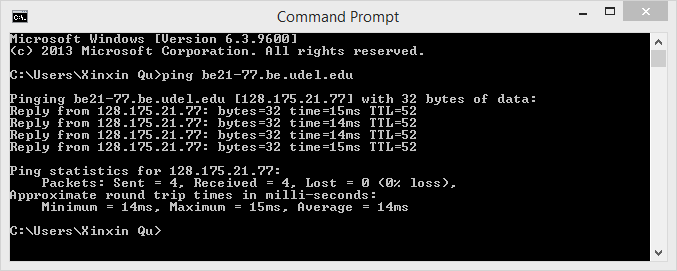 Command Prompt
Microsoft Windows [Version 6.3.9600]
(c) 2013 Microsoft Corporation. All rights reserved.
C:\Users\Xinxin Qu>ping be21-77.be.udel.edu
Pinging be21-77.be.udel.edu [128.175.21.77] with 32 bytes of data:
Reply from 128.175.21.77: bytes=32 time=15ms TTL=52
Reply from 128.175.21.77: bytes=32 time=14ms TTL=52
Reply from 128.175.21.77: bytes=32 time=14ms TTL=52
Reply from 128.175.21.77: bytes=32 time=15ms TTL=52
Ping statistics for 128.175.21.77:
    Packets: Sent = 4, Received = 4, Lost = 0 (0% loss),
Approximate round trip times in milli-seconds:
    Minimum = 14ms, Maximum = 15ms, Average = 14ms
C:\Users\Xinxin Qu>